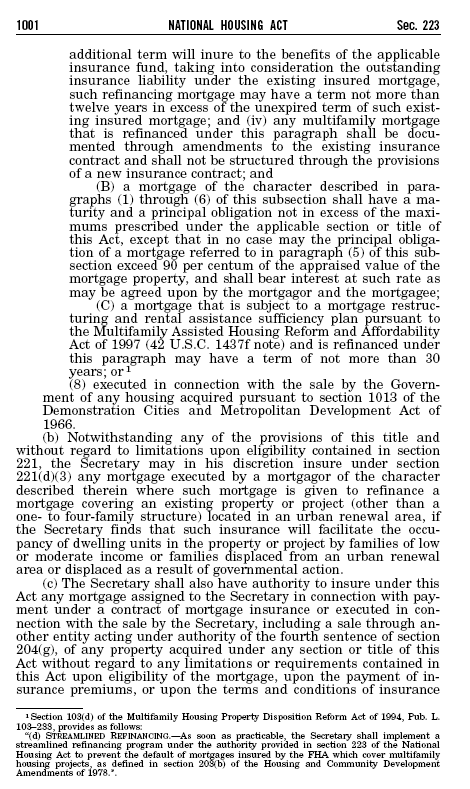 1001 NATIONAL HOUSING ACT Sec. 223
additional term will inure to the benefits of the applicable
insurance fund, taking into consideration the outstanding
insurance liability under the existing insured mortgage,
such refinancing mortgage may have a term not more than
twelve years in excess of the unexpired term of such exist-
ing insured mortgage; and (iv) any multifamily mortgage
that is refinanced under this paragraph shall be docu-
mented through amendments to the existing insurance
contract and shall not be structured through the provisions
of a new insurance contract; and
(B) a mortgage of the character described in para-
graphs (1) through (6) of this subsection shall have a ma-
turity and a principal obligation not in excess of the maxi-
mums prescribed under the applicable section or title of
this Act, except that in no case may the principal obliga-
tion of a mortgage referred to in paragraph (5) of this sub-
section exceed 90 per centum of the appraised value of the
mortgage property, and shall bear interest at such rate as
may be agreed upon by the mortgagor and the mortgagee;
(C) a mortgage that is subject to a mortgage restruc-
turing and rental assistance sufficiency plan pursuant to
the Multifamily Assisted Housing Reform and Affordability
Act of 1997 (42 U.S.C. 1437f note) and is refinanced under
this paragraph may have a term of not more than 30
years; or 1
(8) executed in connection with the sale by the Govern-
ment of any housing acquired pursuant to section 1013 of the
Demonstration Cities and Metropolitan Development Act of
1966.
(b) Notwithstanding any of the provisions of this title and
without regard to limitations upon eligibility contained in section
221, the Secretary may in his discretion insure under section
221(d)(3) any mortgage executed by a mortgagor of the character
described therein where such mortgage is given to refinance a
mortgage covering an existing property or project (other than a
one- to four-family structure) located in an urban renewal area, if
the Secretary finds that such insurance will facilitate the occu-
pancy of dwelling units in the property or project by families of low
or moderate income or families displaced from an urban renewal
area or displaced as a result of governmental action.
(c) The Secretary shall also have authority to insure under this
Act any mortgage assigned to the Secretary in connection with pay-
ment under a contract of mortgage insurance or executed in con-
nection with the sale by the Secretary, including a sale through an-
other entity acting under authority of the fourth sentence of section
204(g), of any property acquired under any section or title of this
Act without regard to any limitations or requirements contained in
this Act upon eligibility of the mortgage, upon the payment of in-
surance premiums, or upon the terms and conditions of insurance
1 Section 103(d) of the Multifamily Housing Property Disposition Reform Act of 1994, Pub. L.
103–233, provides as follows:
"(d) STREAMLINED REFINANCING.—As soon as practicable, the Secretary shall implement a
streamlined refinancing program under the authority provided in section 223 of the National
Housing Act to prevent the default of mortgages insured by the FHA which cover multifamily
housing projects, as defined in section 203(b) of the Housing and Community Development
Amendments of 1978.".